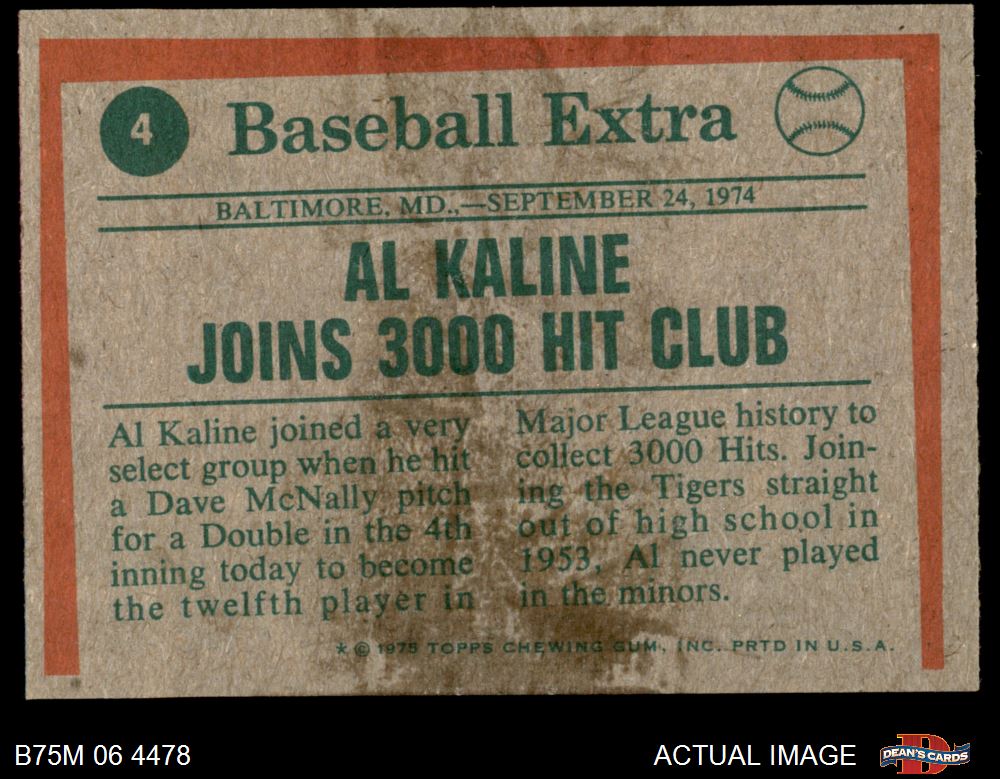 4
Baseball Extra
BALTIMORE, MD.,—SEPTEMBER 24, 1974
AL KALINE
JOINS 3000 HIT CLUB
Al Kaline joined a very
select group when he hit
a Dave McNally pitch
for a Double in the 4th
inning today to become
the twelfth player in
Major League history to
collect 3000 Hits. Join-
ing the Tigers straight
out of high school in
1953, Al never played
in the minors.
* © 1975 TOPPS CHEWING GUM, INC. PRTD IN U.S.A.
B75M 06 4478
ACTUAL IMAGE
DEAN'S CARDS